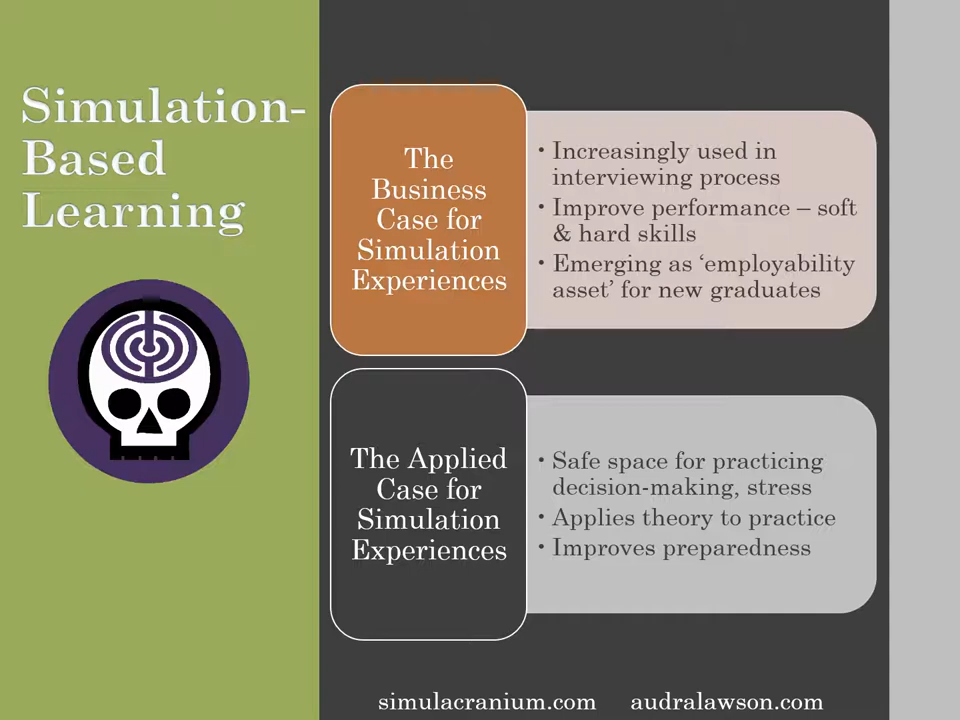 Simulation-
Based
Learning
The
Business
Case for
Simulation
Experiences
• Increasingly used in
interviewing process
• Improve performance – soft
& hard skills
• Emerging as ‘employability
asset’ for new graduates
The Applied
Case for
Simulation
Experiences
• Safe space for practicing
decision-making, stress
• Applies theory to practice
• Improves preparedness
simulacranium.com audralawson.com